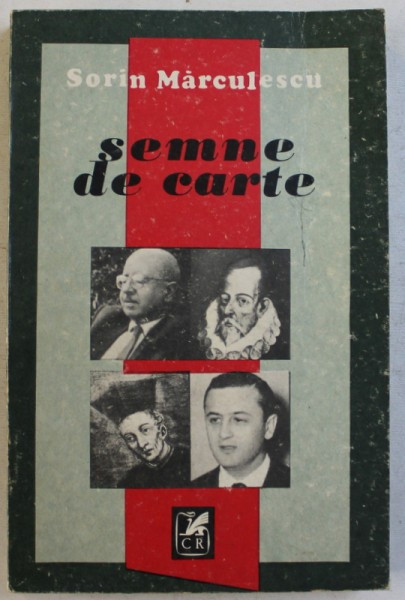 Sorin Mărculescu
semne
de carte
CR